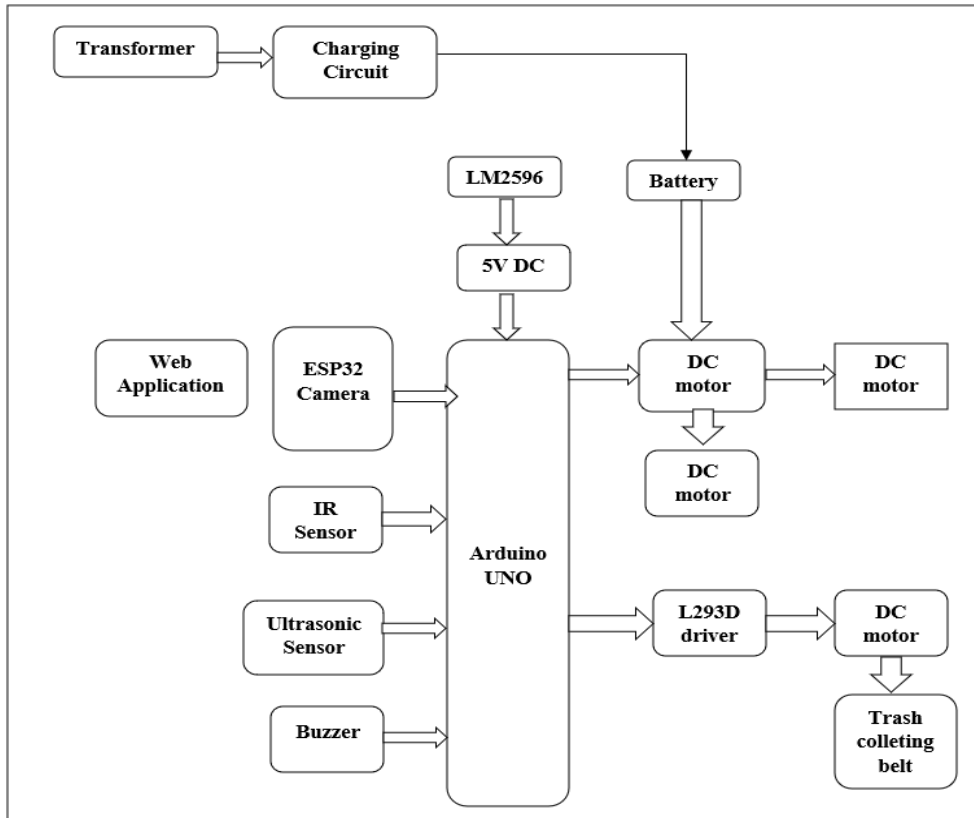 Transformer
Charging
Circuit
LM2596
Battery
5V DC
Web
Application
ESP32
Camera
DC
motor
DC
motor
DC
motor
IR
Sensor
Arduino
UNO
Ultrasonic
Sensor
L293D
driver
DC
motor
Buzzer
Trash
colleting
belt